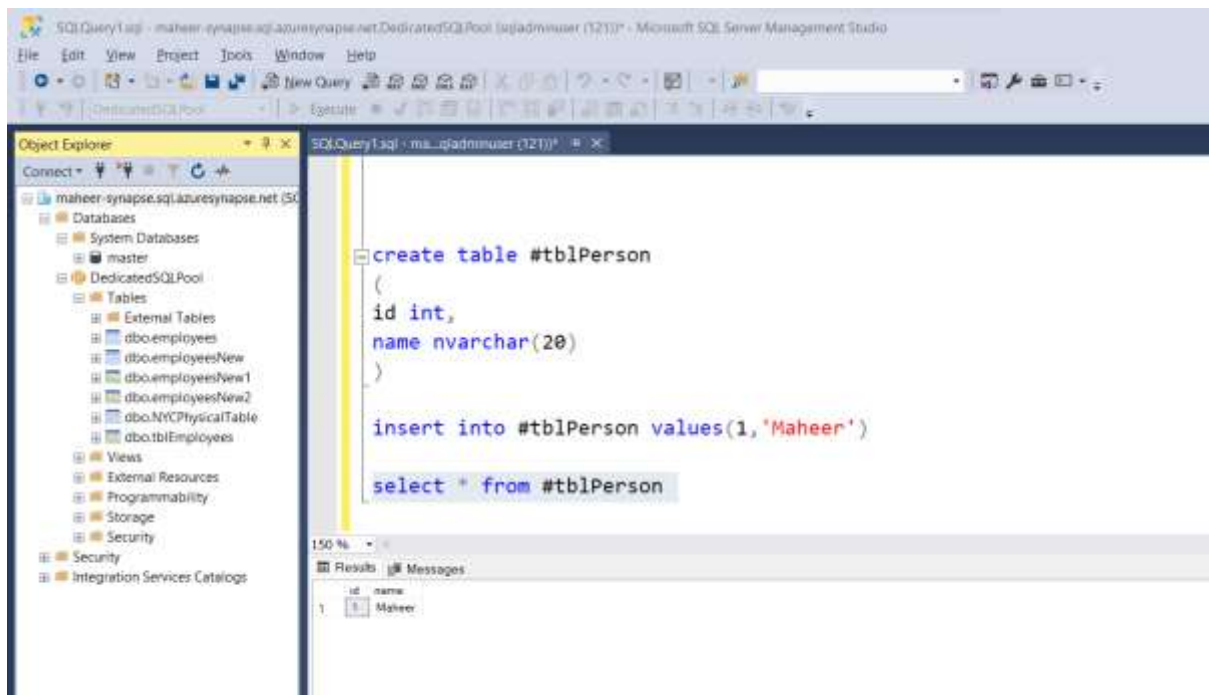 SQLQuery1.sql - maheer-synapse.sql.azuresynapse.net.DedicatedSQLPool (sqladminuser (121))* - Microsoft SQL Server Management Studio
File Edit View Project Tools Window Help
New Query
DedicatedSQLPool Execute
Object Explorer
SQLQuery1.sql - ma...qladminuser (121))*
Connect
maheer-synapse.sql.azuresynapse.net (SQ
Databases
System Databases
master
DedicatedSQLPool
Tables
External Tables
dbo.employees
dbo.employeesNew
dbo.employeesNew1
dbo.employeesNew2
dbo.NYCPhysicalTable
dbo.tblEmployees
Views
External Resources
Programmability
Storage
Security
Security
Integration Services Catalogs
create table #tblPerson
(
id int,
name nvarchar(20)
)
insert into #tblPerson values(1,'Maheer')
select * from #tblPerson
150 %
Results Messages
id name
1 1 Maheer